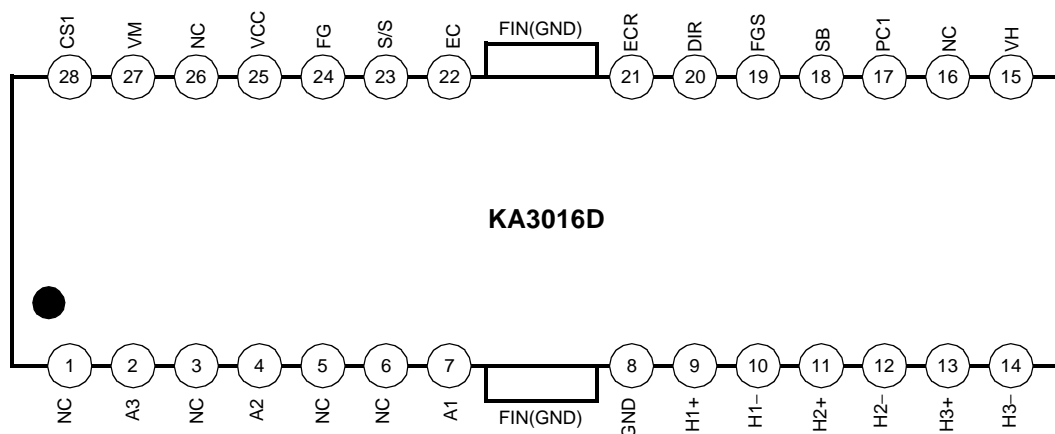 CS1 VM NC VCC FG S/S EC FIN(GND) ECR DIR FGS SB PC1 NC VH
28 27 26 25 24 23 22 21 20 19 18 17 16 15
KA3016D
1 2 3 4 5 6 7 8 9 10 11 12 13 14
NC A3 NC A2 NC NC A1 FIN(GND) GND H1+ H1− H2+ H2− H3+ H3−